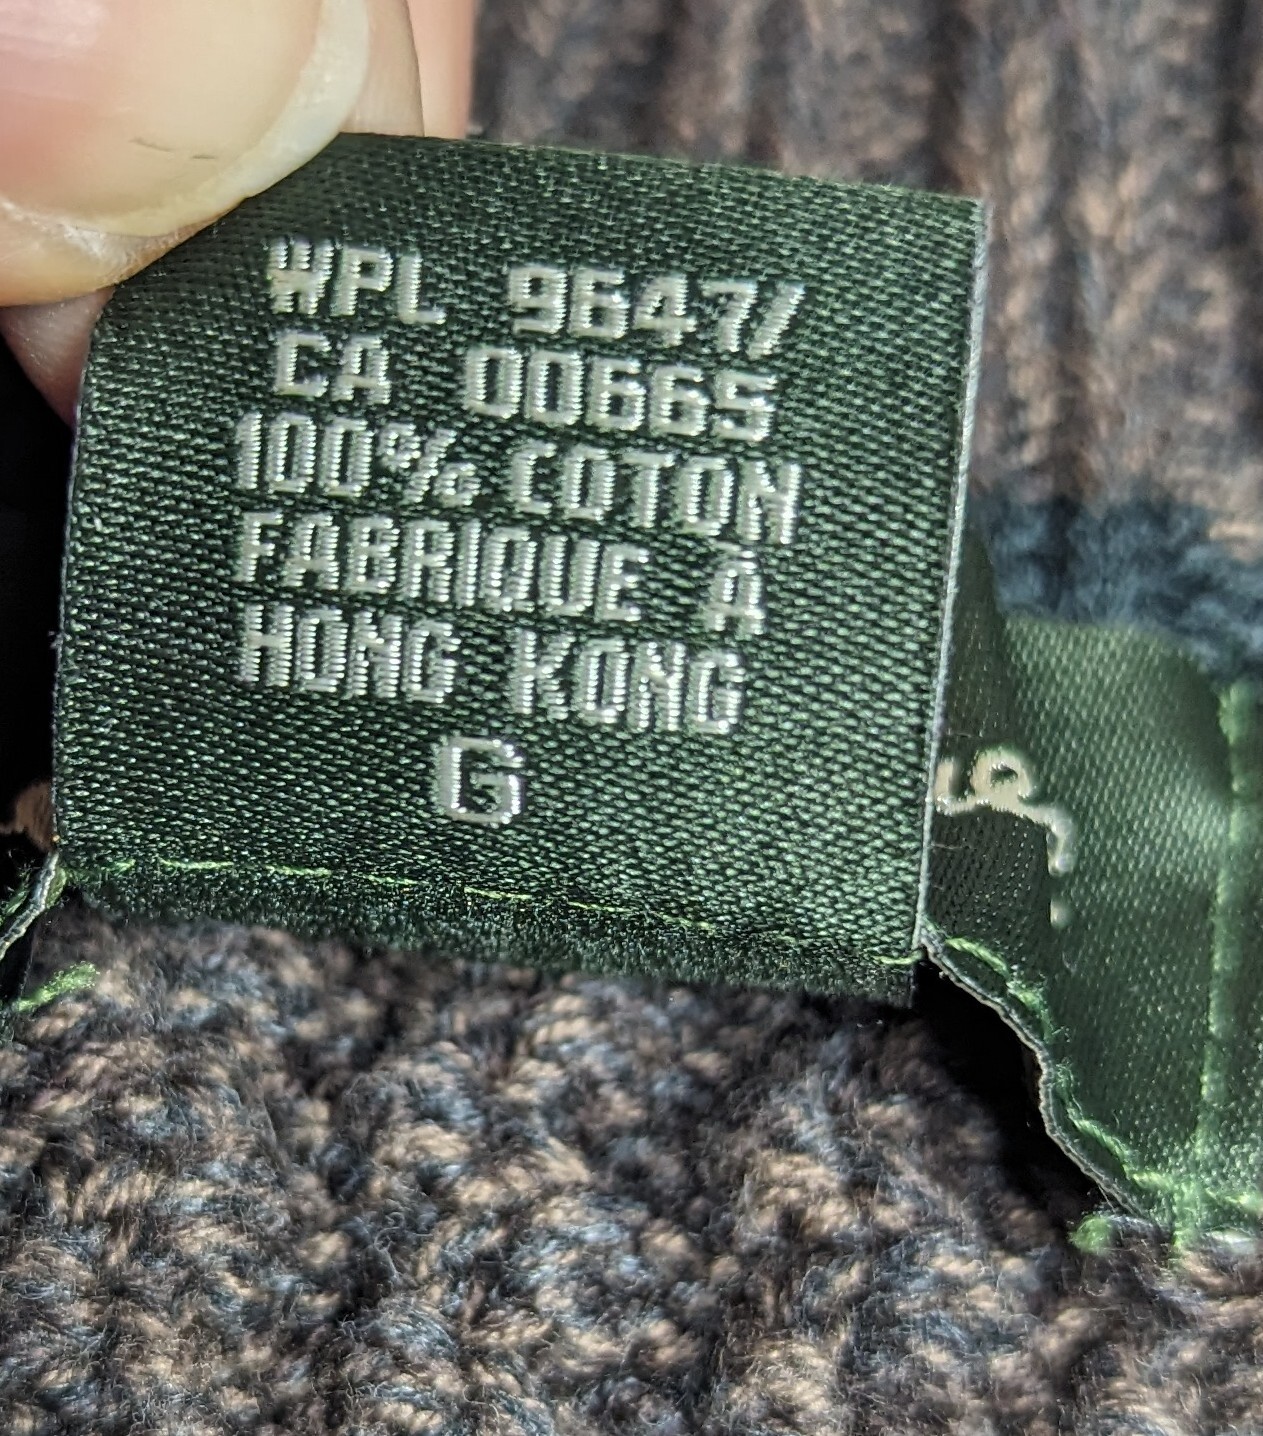 WPL 9647/
CA 00665
100% COTON
FABRIQUE À
HONG KONG
G